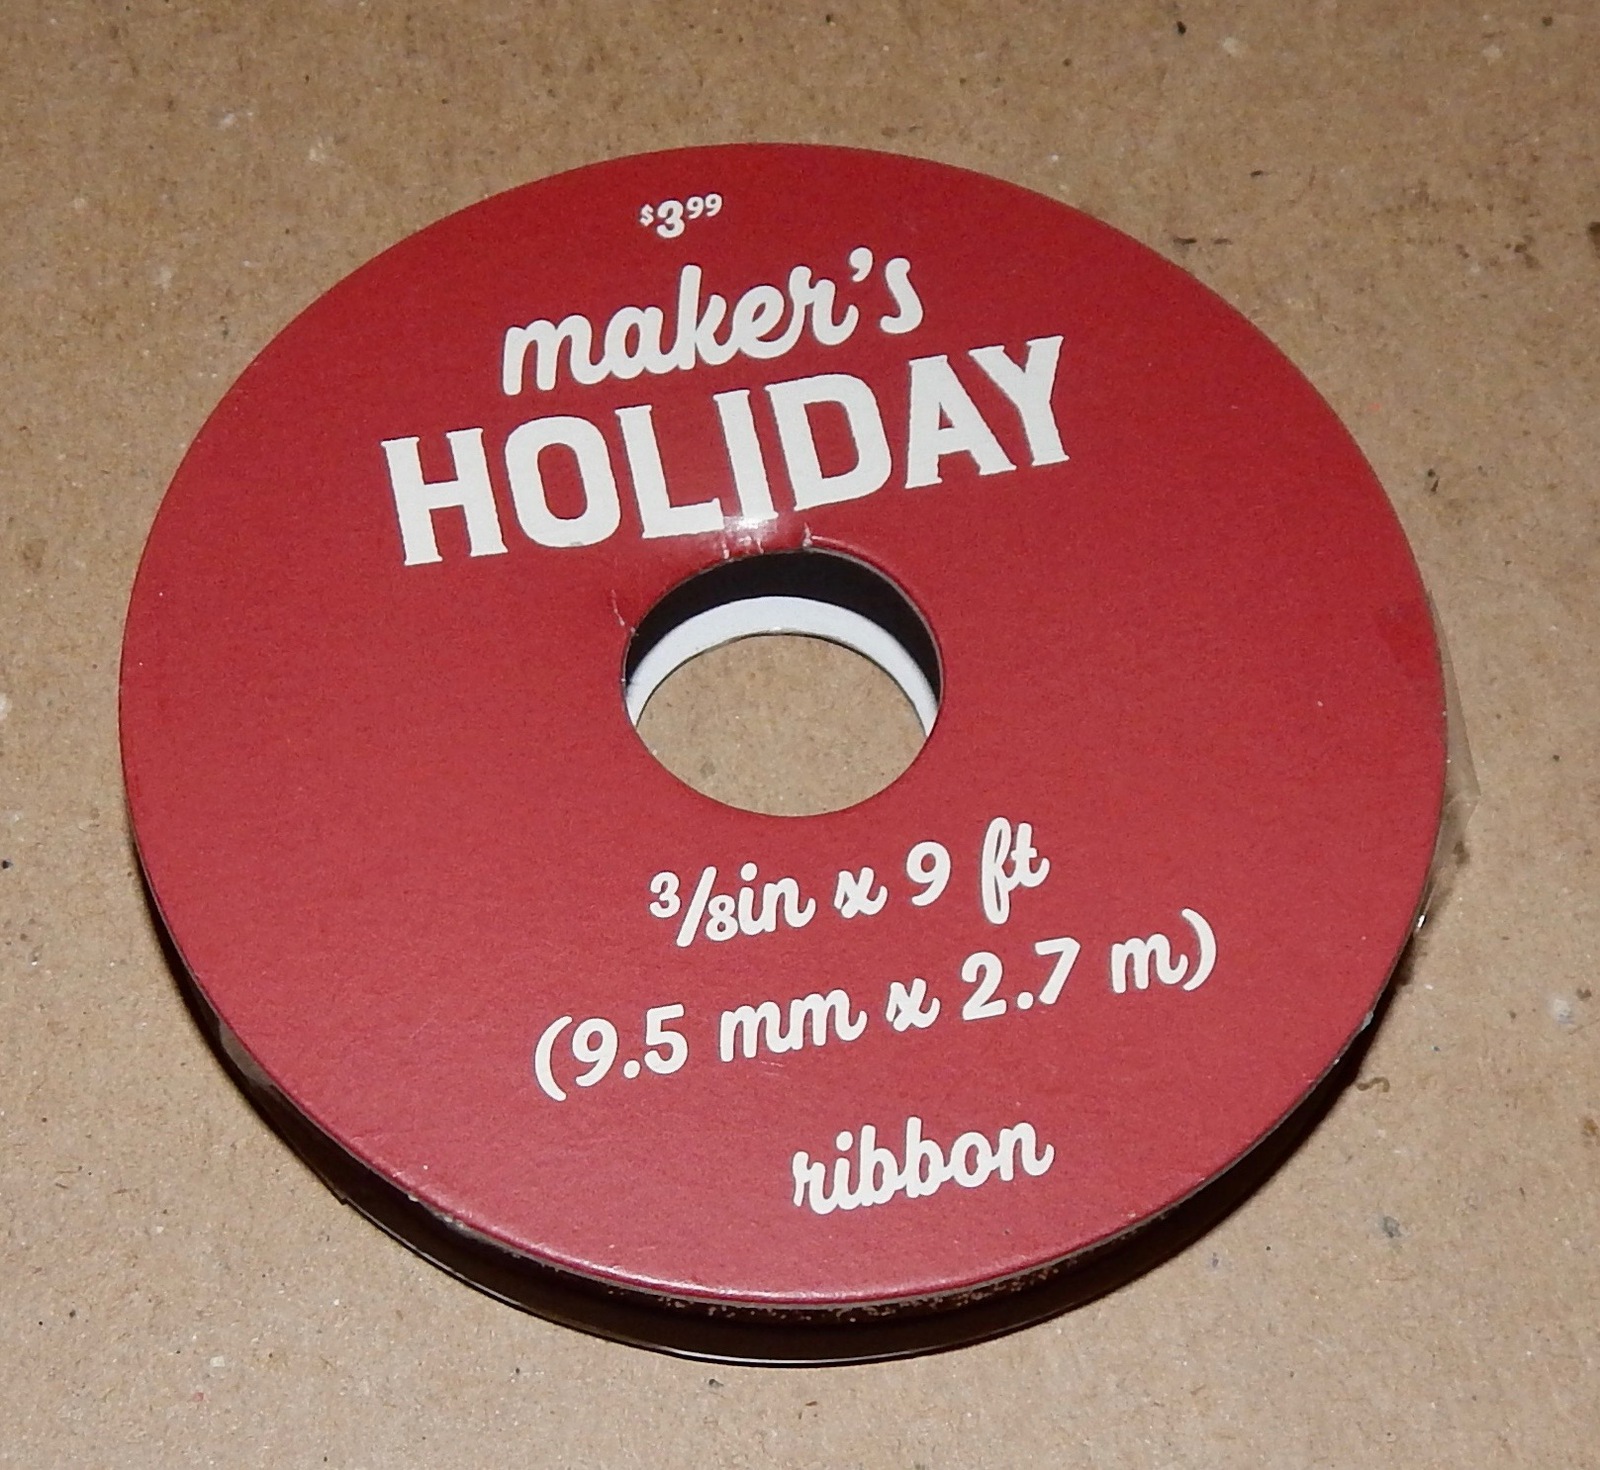 $3.99
maker's
HOLIDAY
3/8in x 9 ft
(9.5 mm x 2.7 m)
ribbon